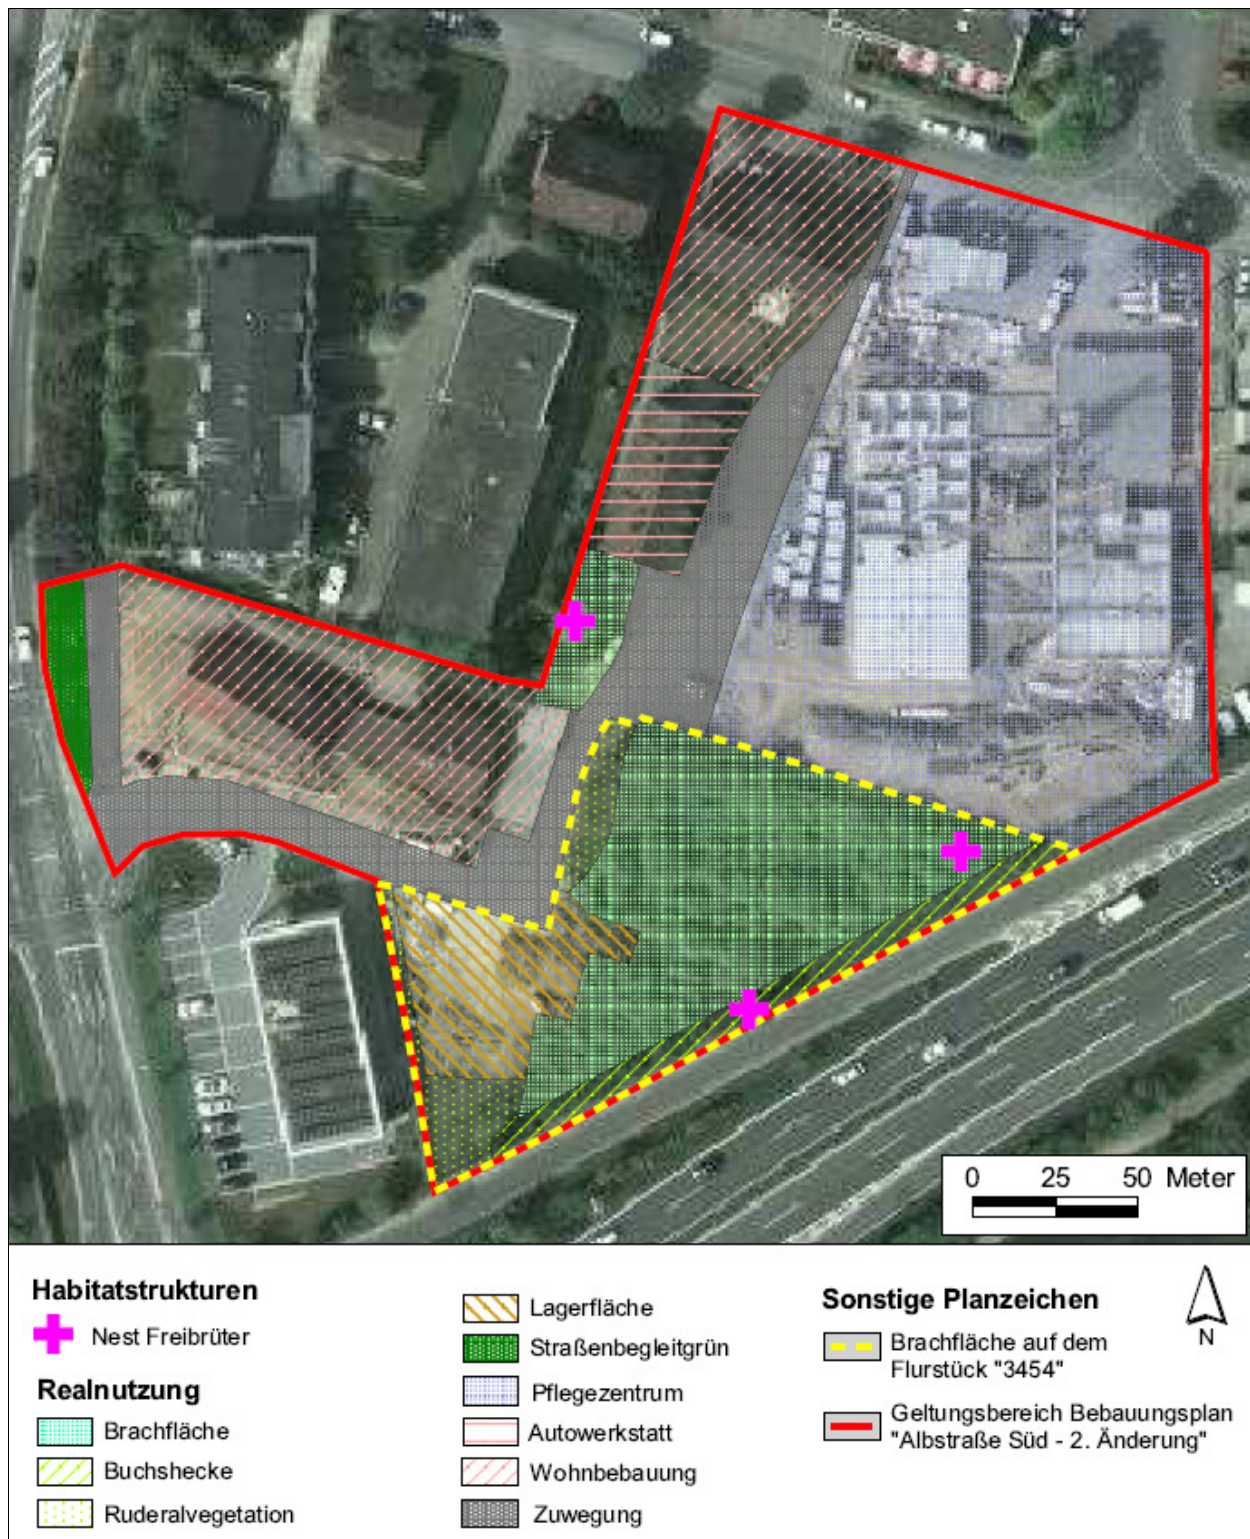 0 25 50 Meter
Habitatstrukturen
Nest Freibrüter
Realnutzung
Brachfläche
Buchshecke
Ruderalvegetation
Lagerfläche
Straßenbegleitgrün
Pflegezentrum
Autowerkstatt
Wohnbebauung
Zuwegung
Sonstige Planzeichen
Brachfläche auf dem
Flurstück "3454"
Geltungsbereich Bebauungsplan
"Albstraße Süd - 2. Änderung"
N